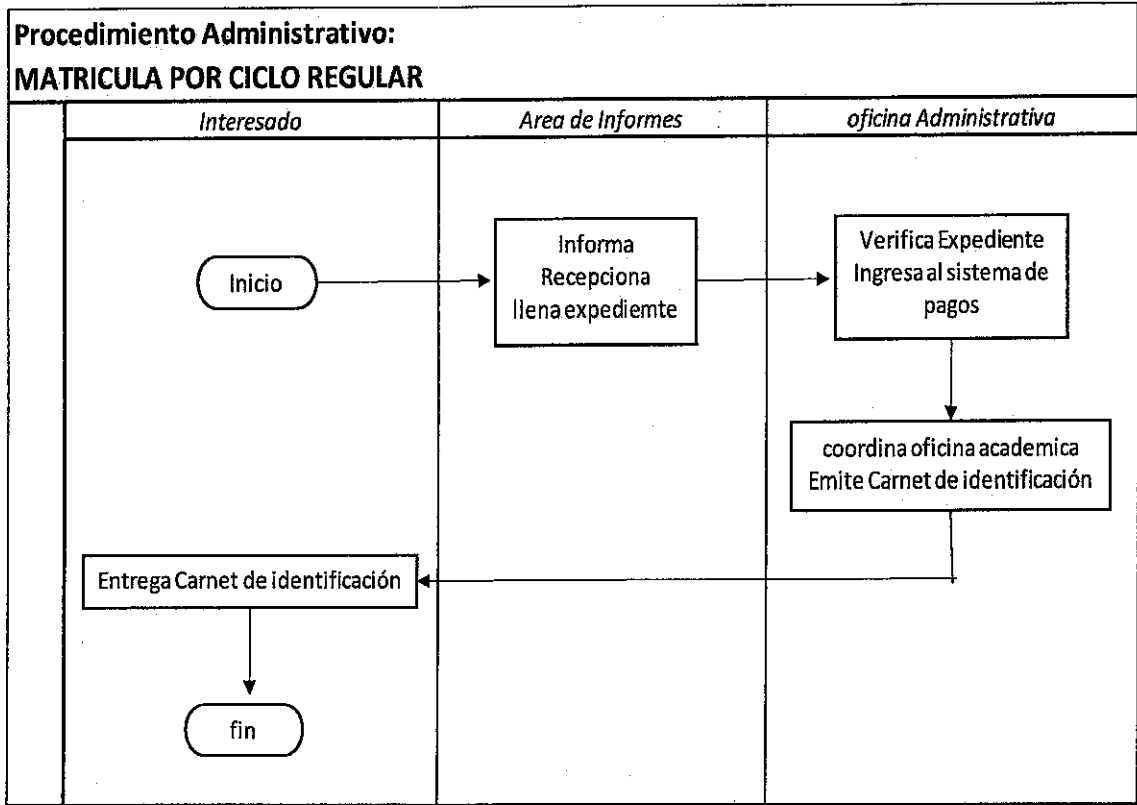 Procedimiento Administrativo:
MATRICULA POR CICLO REGULAR
Interesado
Area de Informes
oficina Administrativa
Inicio
Informa
Recepciona
llena expediemte
Verifica Expediente
Ingresa al sistema de
pagos
coordina oficina academica
Emite Carnet de identificación
Entrega Carnet de identificación
fin